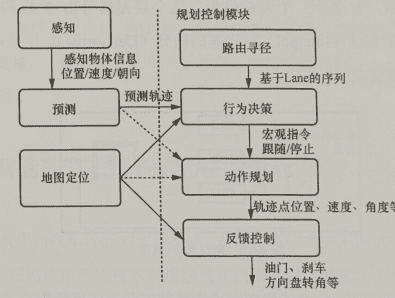 规划控制模块
感知
路由寻径
感知物体信息
位置/速度/朝向
基于Lane的序列
预测
预测轨迹
行为决策
宏观指令
跟随/停止
地图定位
动作规划
轨迹点位置、速度、角度等
反馈控制
油门、刹车
方向盘转角等